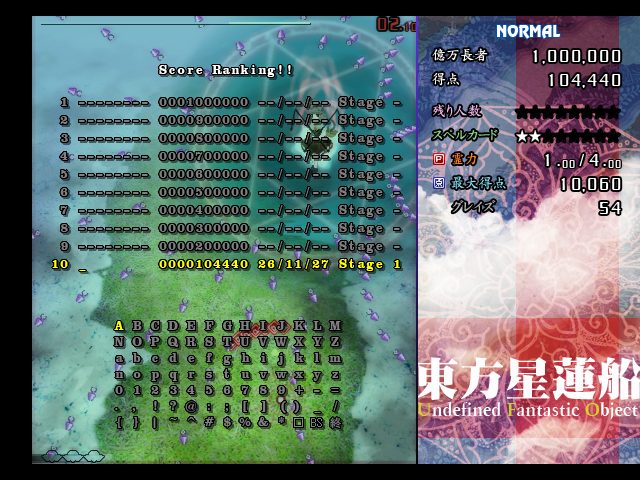 02.10
NORMAL
億万長者 1,000,000
得点 104,440
残り人数 ★★★★★★★★
スペルカード ★★★★★★★★
P 霊力 1.00/4.00
点 最大得点 10,060
グレイズ 54
Score Ranking!!
1 -------- 0001000000 --/--/-- Stage -
2 -------- 0000900000 --/--/-- Stage -
3 -------- 0000800000 --/--/-- Stage -
4 -------- 0000700000 --/--/-- Stage -
5 -------- 0000600000 --/--/-- Stage -
6 -------- 0000500000 --/--/-- Stage -
7 -------- 0000400000 --/--/-- Stage -
8 -------- 0000300000 --/--/-- Stage -
9 -------- 0000200000 --/--/-- Stage -
10 _ 0000104440 26/11/27 Stage 1
A B C D E F G H I J K L M
N O P Q R S T U V W X Y Z
a b c d e f g h i j k l m
n o p q r s t u v w x y z
0 1 2 3 4 5 6 7 8 9 + - =
. , ! ? @ : ; [ ] ( ) _ /
{ } | ~ ^ # $ % & * □ BS 終
東方星蓮船
Undefined Fantastic Object